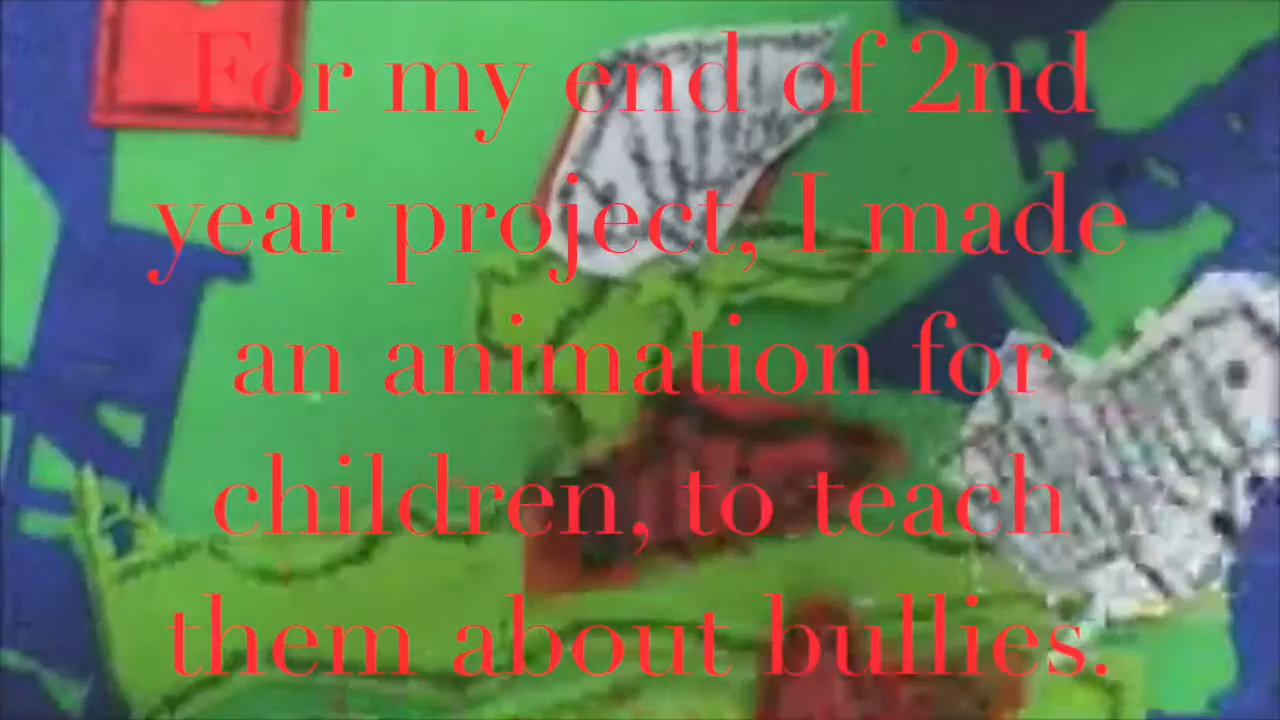 For my end of 2nd
year project, I made
an animation for
children, to teach
them about bullies.